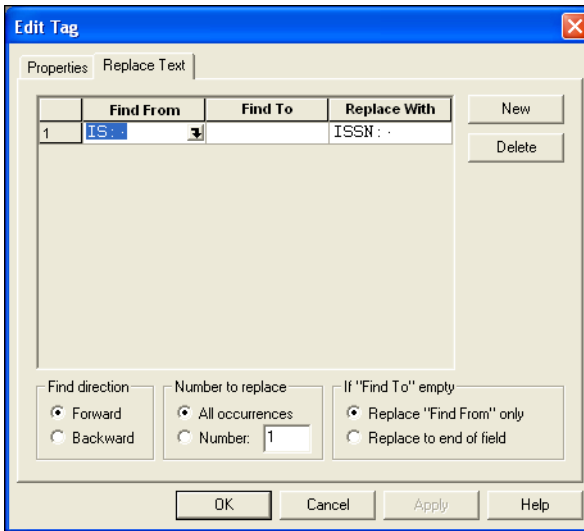 Edit Tag
Properties Replace Text
Find From Find To Replace With
1 IS:· ISSN:·
New
Delete
Find direction
Forward
Backward
Number to replace
All occurrences
Number: 1
If "Find To" empty
Replace "Find From" only
Replace to end of field
OK Cancel Apply Help